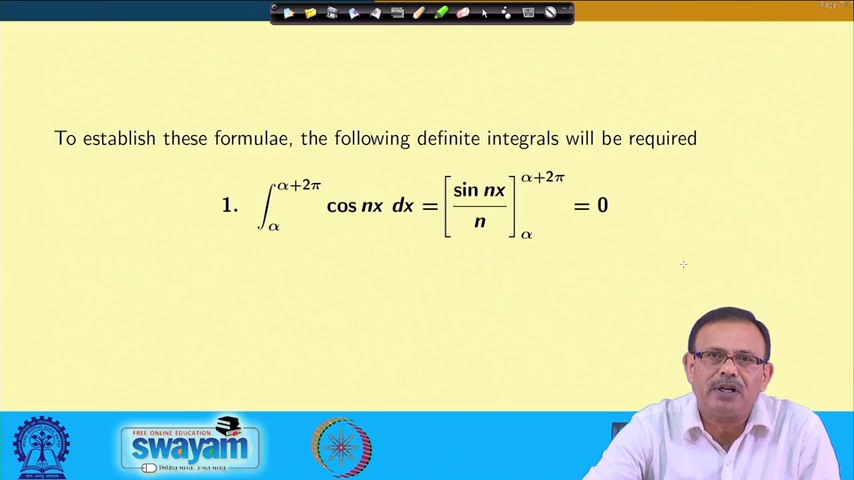 To establish these formulae, the following definite integrals will be required
1. ∫_α^{α+2π} cos nx dx = [sin nx / n]_α^{α+2π} = 0
FREE ONLINE EDUCATION
swayam